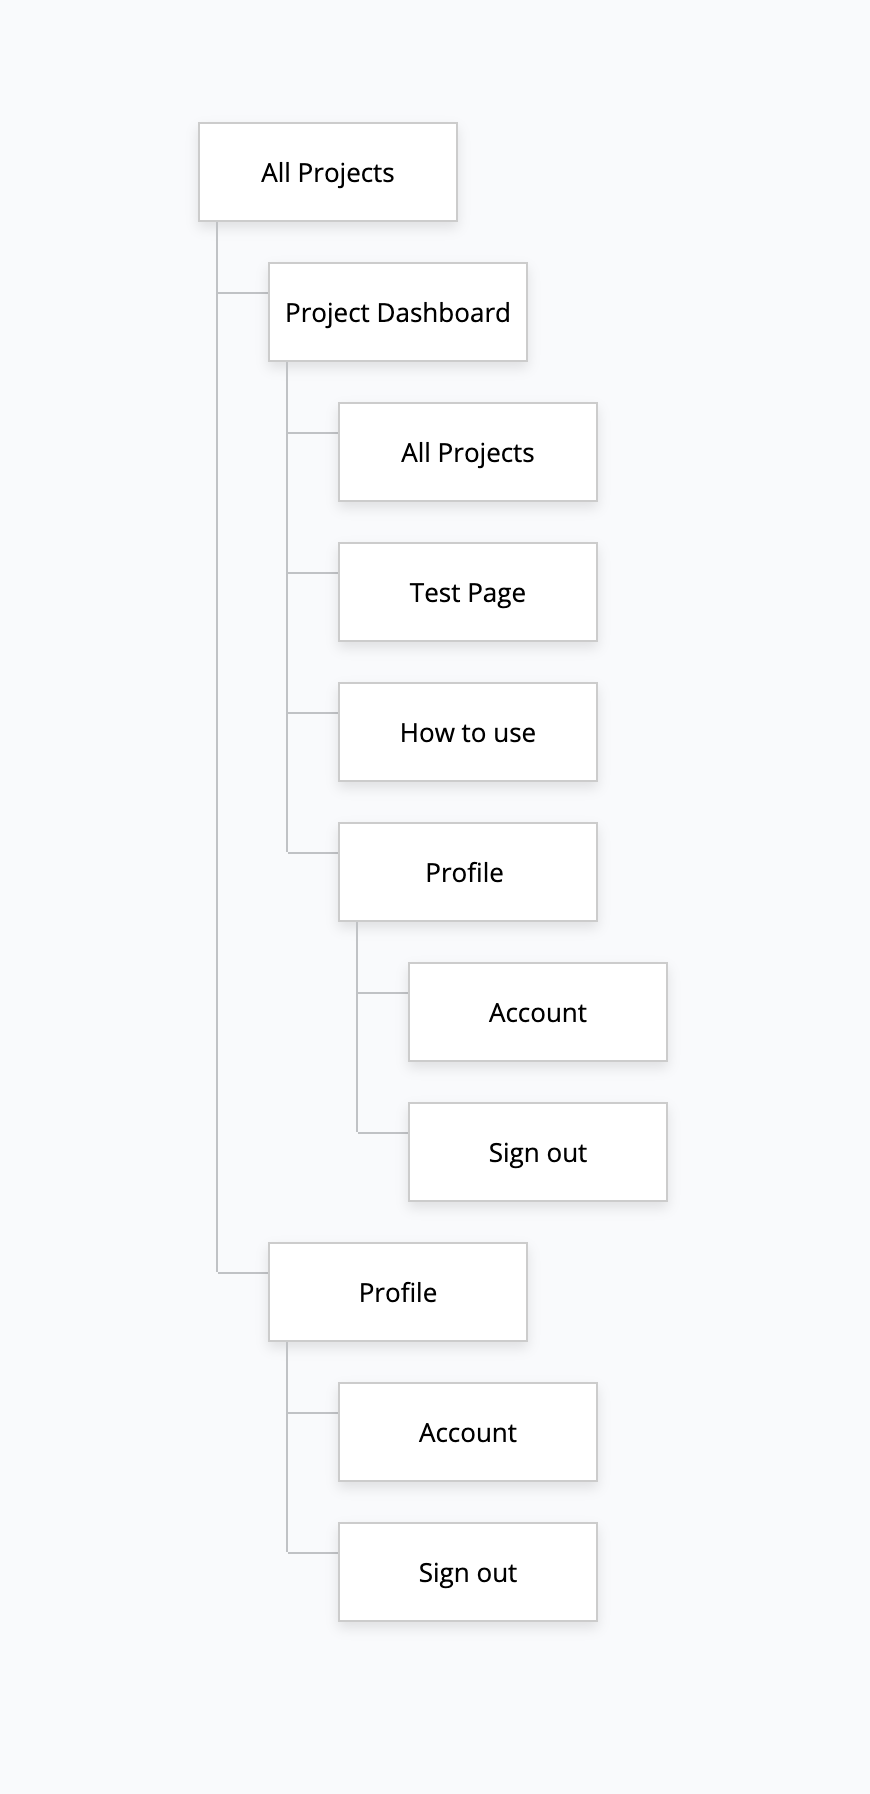 All Projects
Project Dashboard
All Projects
Test Page
How to use
Profile
Account
Sign out
Profile
Account
Sign out